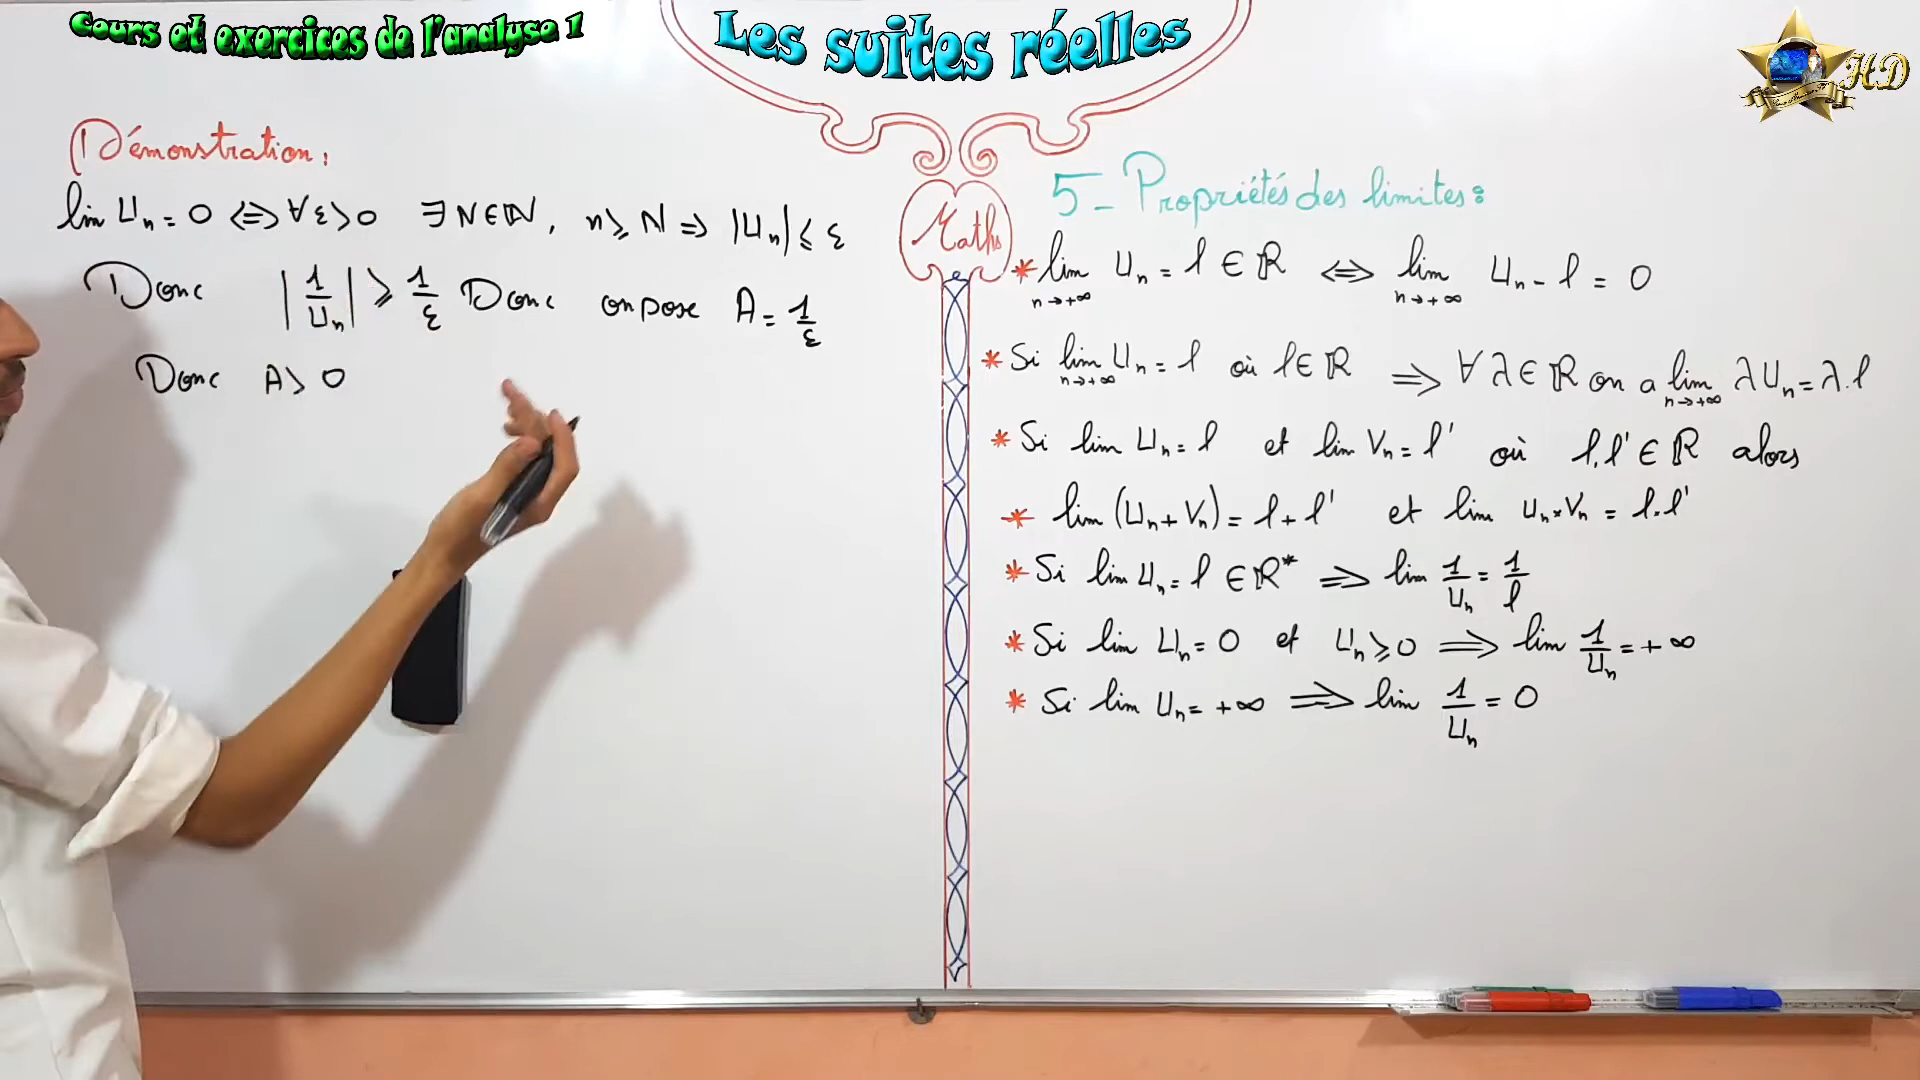 Cours et exercices de l'analyse 1
Les suites réelles
HD
Démonstration :
lim Un = 0 ⟺ ∀ε > 0 ∃ N ∈ ℕ, n ⩾ N ⇒ |Un| ⩽ ε
Donc |1/Un| ⩾ 1/ε Donc on pose A = 1/ε
Donc A > 0
Maths
5 - Propriétés des limites :
* lim n→+∞ Un = l ∈ ℝ ⟺ lim n→+∞ Un - l = 0
* Si lim n→+∞ Un = l où l ∈ ℝ ⟹ ∀ λ ∈ ℝ on a lim n→+∞ λUn = λ.l
* Si lim Un = l et lim Vn = l' où l, l' ∈ ℝ alors
* lim (Un + Vn) = l + l' et lim Un × Vn = l.l'
* Si lim Un = l ∈ ℝ* ⟹ lim 1/Un = 1/l
* Si lim Un = 0 et Un ⩾ 0 ⟹ lim 1/Un = +∞
* Si lim Un = +∞ ⟹ lim 1/Un = 0